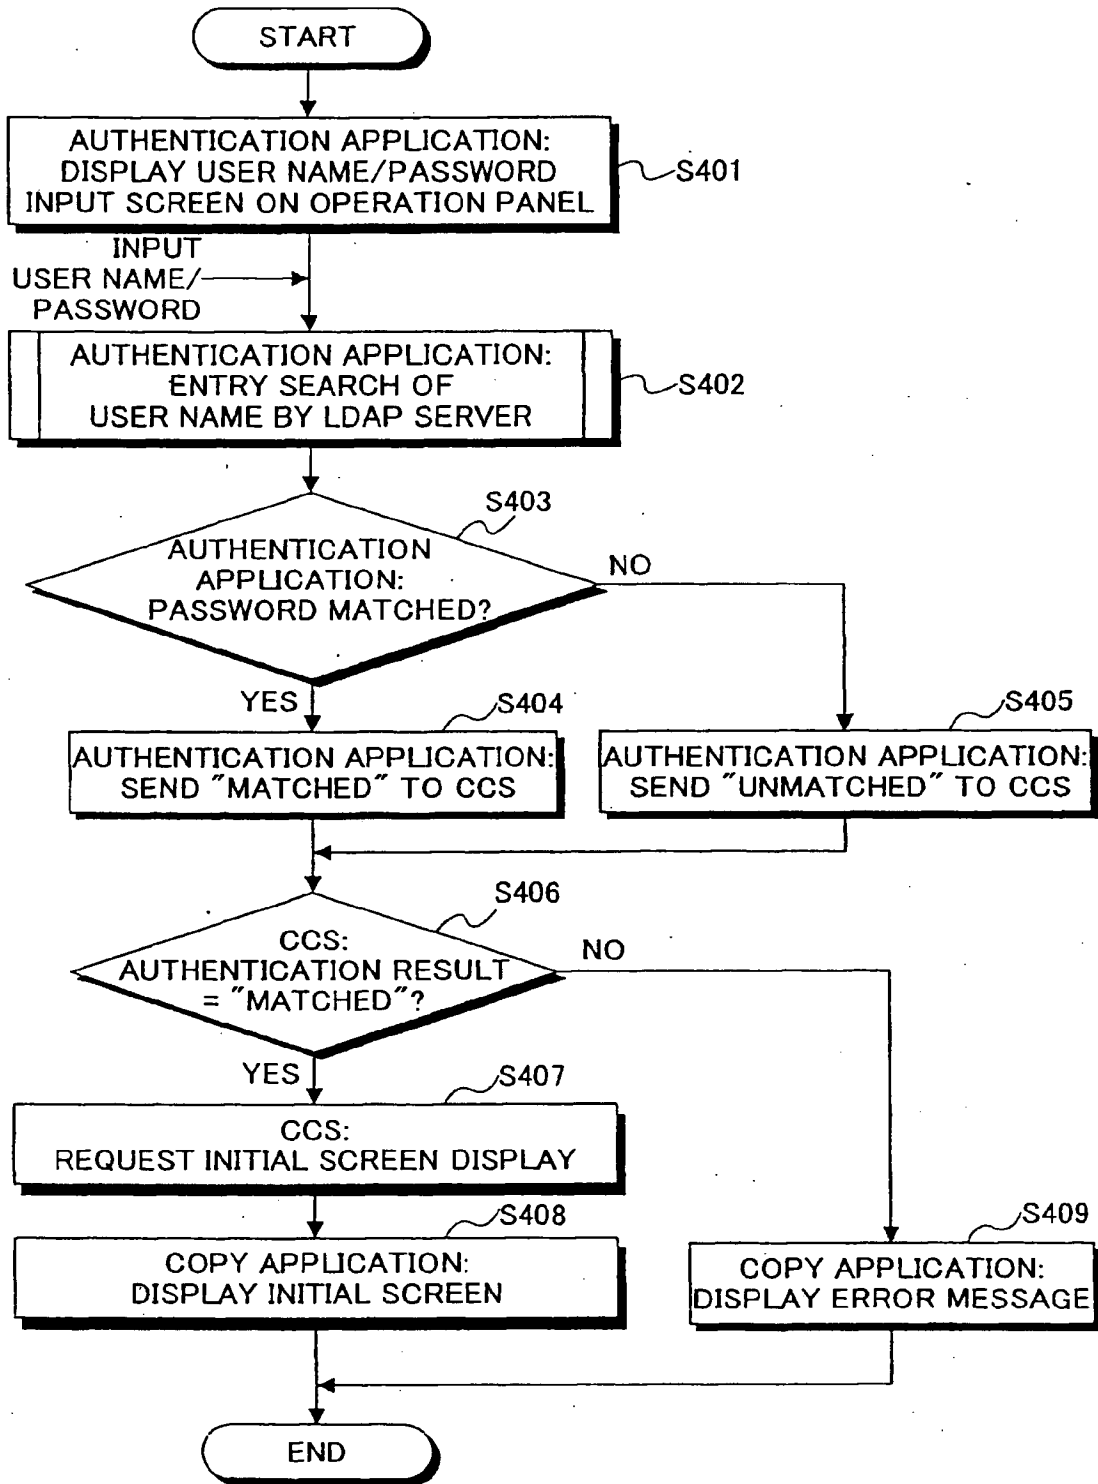 START
AUTHENTICATION APPLICATION:
DISPLAY USER NAME/PASSWORD
INPUT SCREEN ON OPERATION PANEL
S401
INPUT
USER NAME/
PASSWORD
AUTHENTICATION APPLICATION:
ENTRY SEARCH OF
USER NAME BY LDAP SERVER
S402
S403
AUTHENTICATION
APPLICATION:
PASSWORD MATCHED?
NO
YES
S404
AUTHENTICATION APPLICATION:
SEND "MATCHED" TO CCS
S405
AUTHENTICATION APPLICATION:
SEND "UNMATCHED" TO CCS
S406
CCS:
AUTHENTICATION RESULT
= "MATCHED"?
NO
YES
S407
CCS:
REQUEST INITIAL SCREEN DISPLAY
S408
COPY APPLICATION:
DISPLAY INITIAL SCREEN
S409
COPY APPLICATION:
DISPLAY ERROR MESSAGE
END